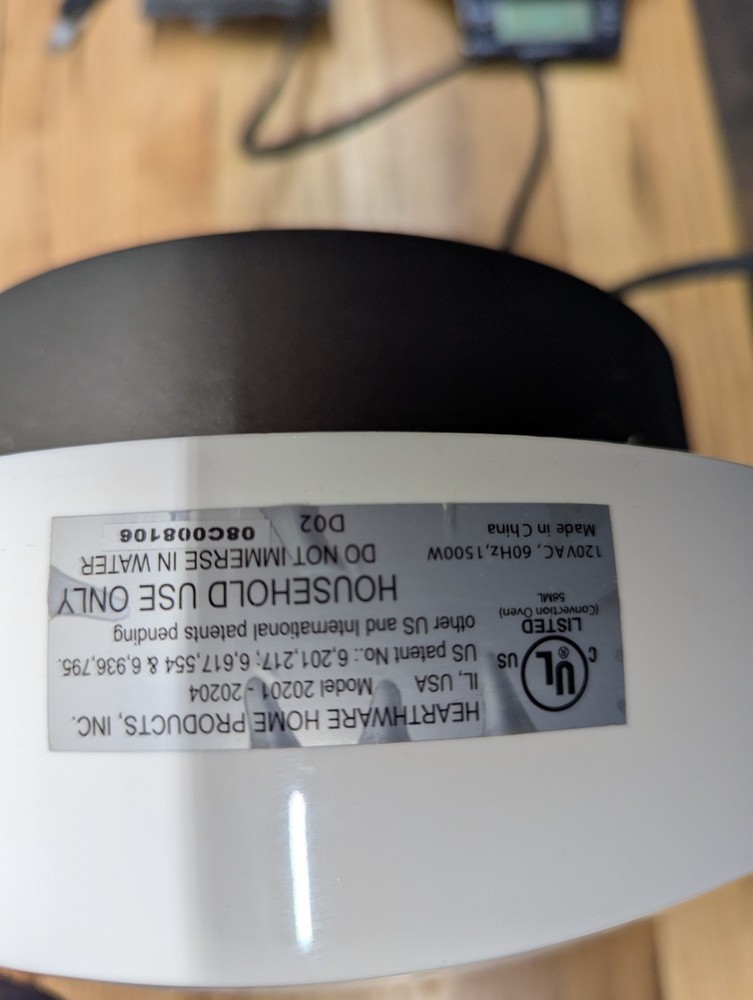 HEARTHWARE HOME PRODUCTS, INC.
IL, USA Model 20201 - 20204
US patent No.: 6,201,217; 6,617,554 & 6,936,795.
other US and International patents pending
HOUSEHOLD USE ONLY
DO NOT IMMERSE IN WATER
D02 08C008106
C UL® US
LISTED
(Convection Oven)
58ML
120VAC, 60Hz,1500W
Made in China